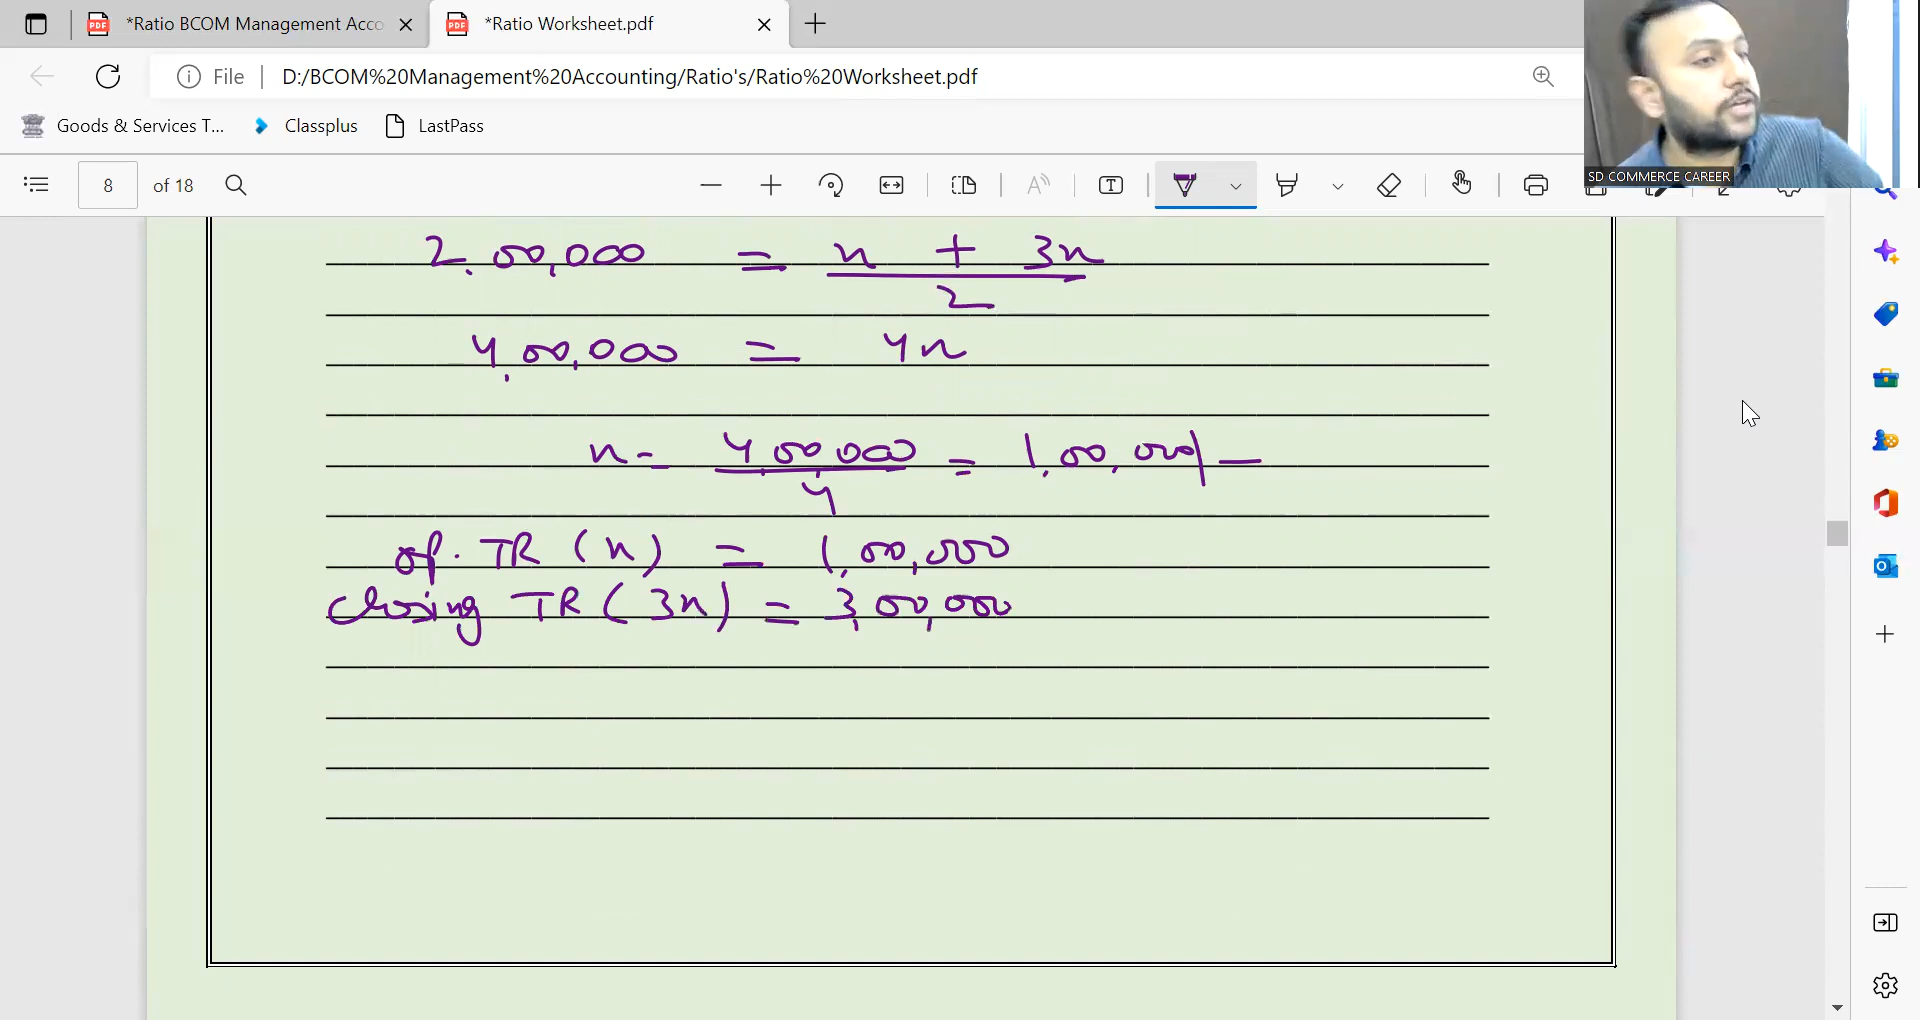 *Ratio BCOM Management Acco
*Ratio Worksheet.pdf
File
D:/BCOM%20Management%20Accounting/Ratio's/Ratio%20Worksheet.pdf
Goods & Services T...
Classplus
LastPass
8 of 18
SD COMMERCE CAREER
2,00,000 = x + 3x
2
4,00,000 = 4x
x = 4,00,000 = 1,00,000/-
4
op. TR (x) = 1,00,000
Closing TR (3x) = 3,00,000